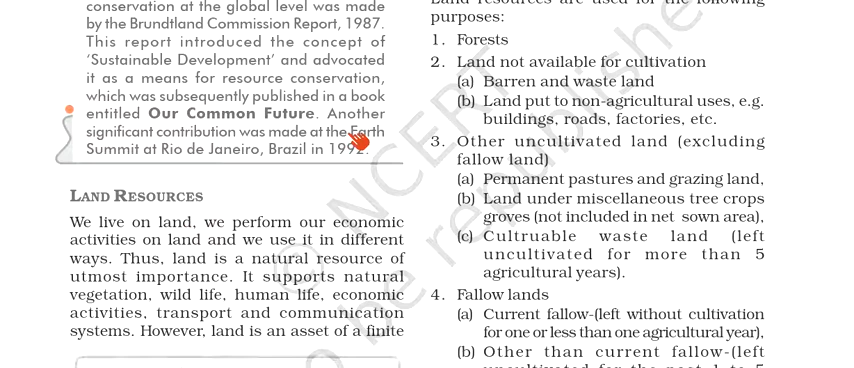 conservation at the global level was made
by the Brundtland Commission Report, 1987.
This report introduced the concept of
‘Sustainable Development’ and advocated
it as a means for resource conservation,
which was subsequently published in a book
entitled Our Common Future. Another
significant contribution was made at the Earth
Summit at Rio de Janeiro, Brazil in 1992.
LAND RESOURCES
We live on land, we perform our economic
activities on land and we use it in different
ways. Thus, land is a natural resource of
utmost importance. It supports natural
vegetation, wild life, human life, economic
activities, transport and communication
systems. However, land is an asset of a finite
Land resources are used for the following
purposes:
1. Forests
2. Land not available for cultivation
(a) Barren and waste land
(b) Land put to non-agricultural uses, e.g.
buildings, roads, factories, etc.
3. Other uncultivated land (excluding
fallow land)
(a) Permanent pastures and grazing land,
(b) Land under miscellaneous tree crops
groves (not included in net sown area),
(c) Cultruable waste land (left
uncultivated for more than 5
agricultural years).
4. Fallow lands
(a) Current fallow-(left without cultivation
for one or less than one agricultural year),
(b) Other than current fallow-(left
uncultivated for the past 1 to 5
© NCERT
o be republishe